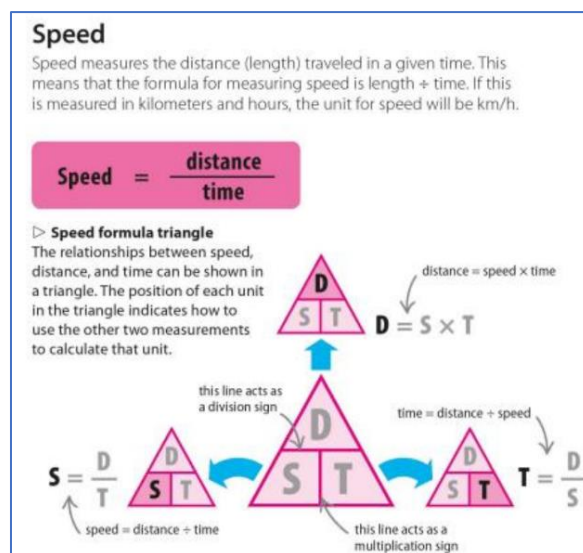 Speed
Speed measures the distance (length) traveled in a given time. This
means that the formula for measuring speed is length ÷ time. If this
is measured in kilometers and hours, the unit for speed will be km/h.
Speed = distance
time
▷ Speed formula triangle
The relationships between speed,
distance, and time can be shown in
a triangle. The position of each unit
in the triangle indicates how to
use the other two measurements
to calculate that unit.
D
S T
distance = speed × time
D = S × T
this line acts as
a division sign
D
S T
S = D
T
D
S T
speed = distance ÷ time
this line acts as
a multiplication sign
time = distance ÷ speed
D
S T
T = D
S